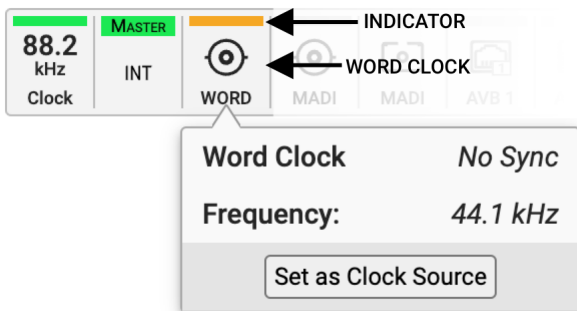 INDICATOR
MASTER
88.2
kHz
INT
WORD CLOCK
Clock
WORD
MADI
MADI
AVB 1
Word Clock No Sync
Frequency: 44.1 kHz
Set as Clock Source